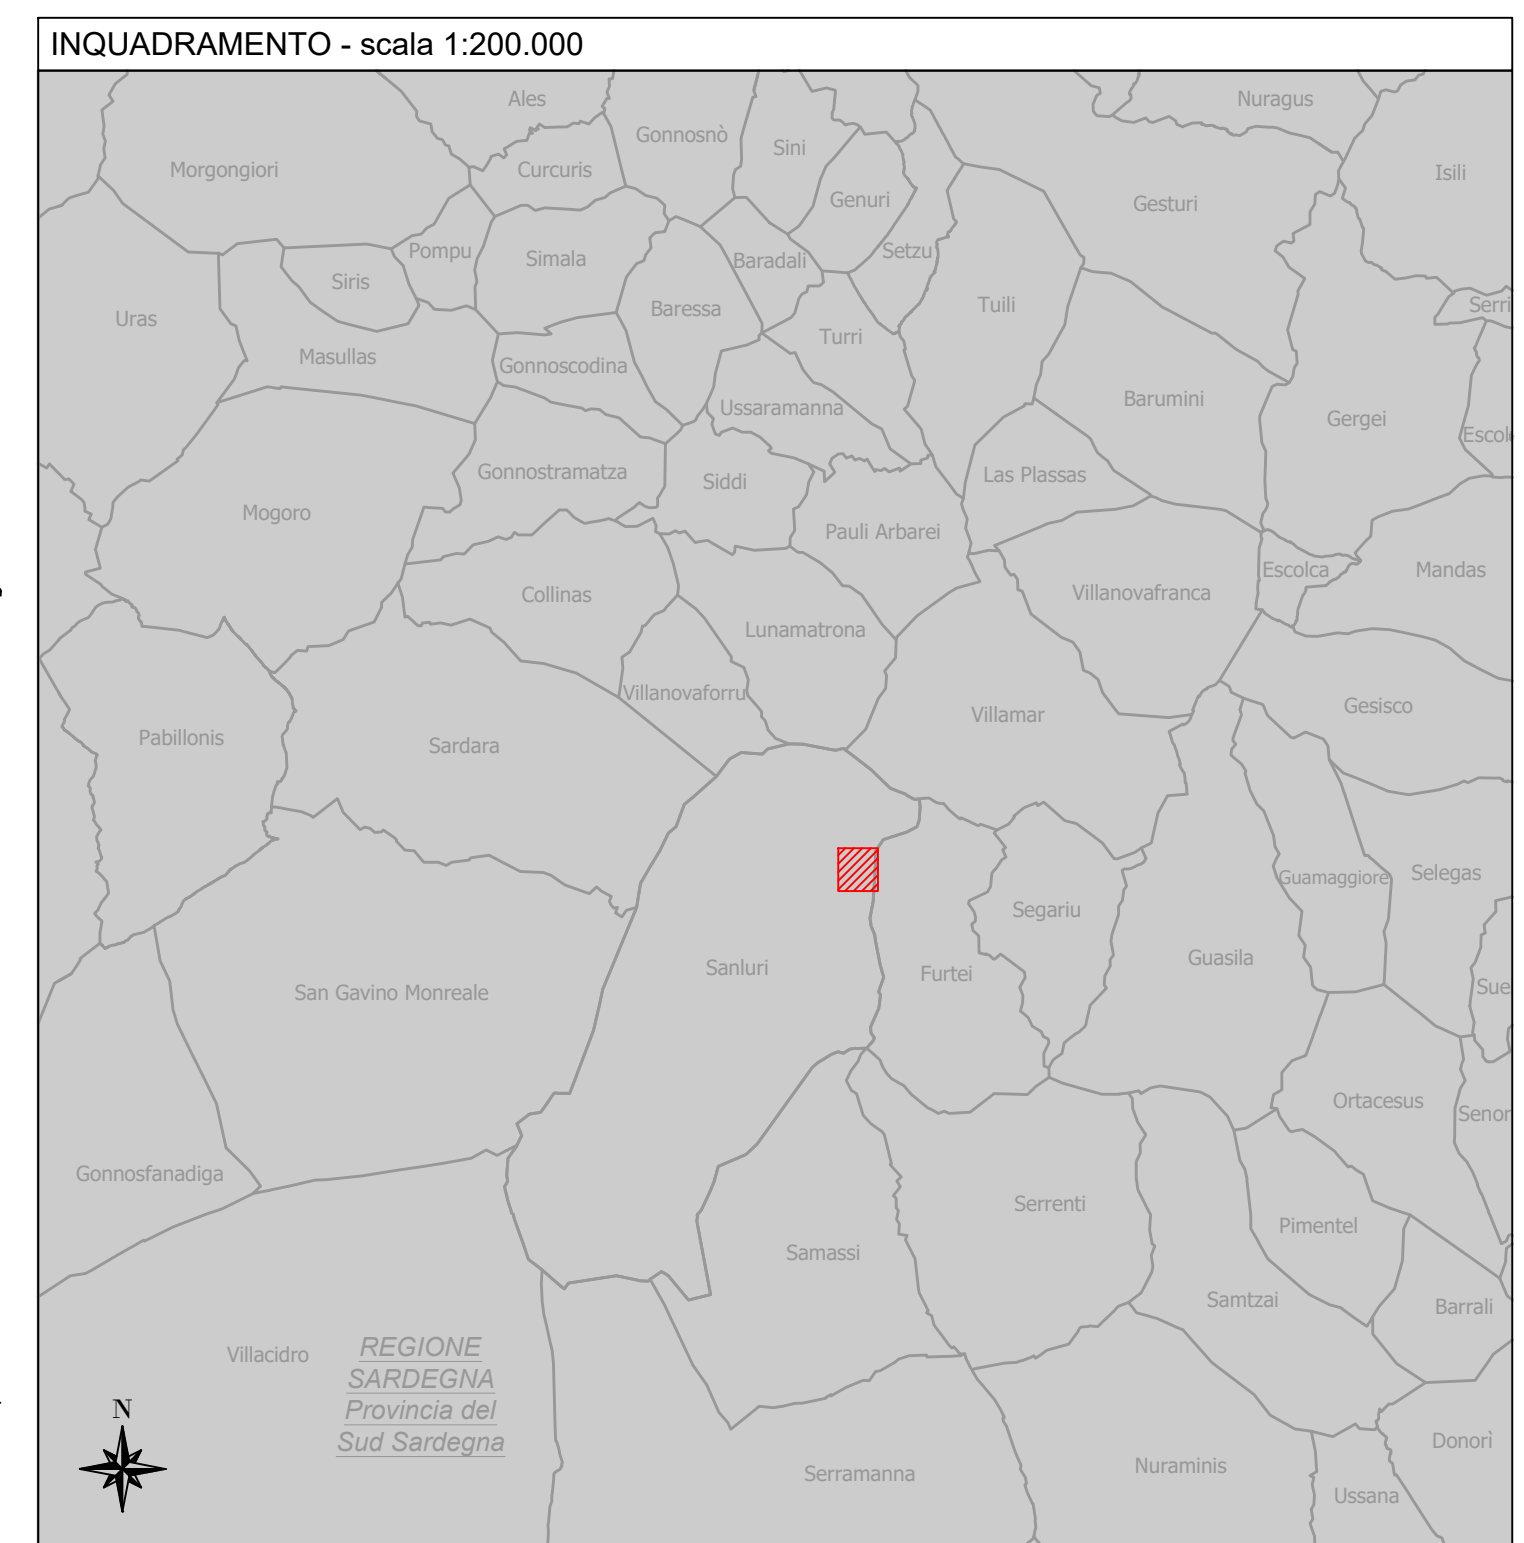 INQUADRAMENTO - scala 1:200.000
Ales
Nuragus
Gonnosnò
Sini
Morgongiori
Curcuris
Isili
Genuri
Gesturi
Pompu
Simala
Baradali
Setzu
Siris
Uras
Baressa
Tuili
Serri
Turri
Masullas
Gonnoscodina
Barumini
Ussaramanna
Gergei
Escol
Gonnostramatza
Siddi
Las Plassas
Mogoro
Pauli Arbarei
Escolca
Mandas
Collinas
Villanovafranca
Lunamatrona
Villanovaforru
Gesisco
Villamar
Pabillonis
Sardara
Guamaggiore
Selegas
Segariu
Guasila
Sanluri
Furtei
San Gavino Monreale
Sue
Ortacesus
Senor
Gonnosfanadiga
Serrenti
Pimentel
Samassi
Samtzai
Barrali
Villacidro
REGIONE
SARDEGNA
Provincia del
Sud Sardegna
N
Donorì
Serramanna
Nuraminis
Ussana